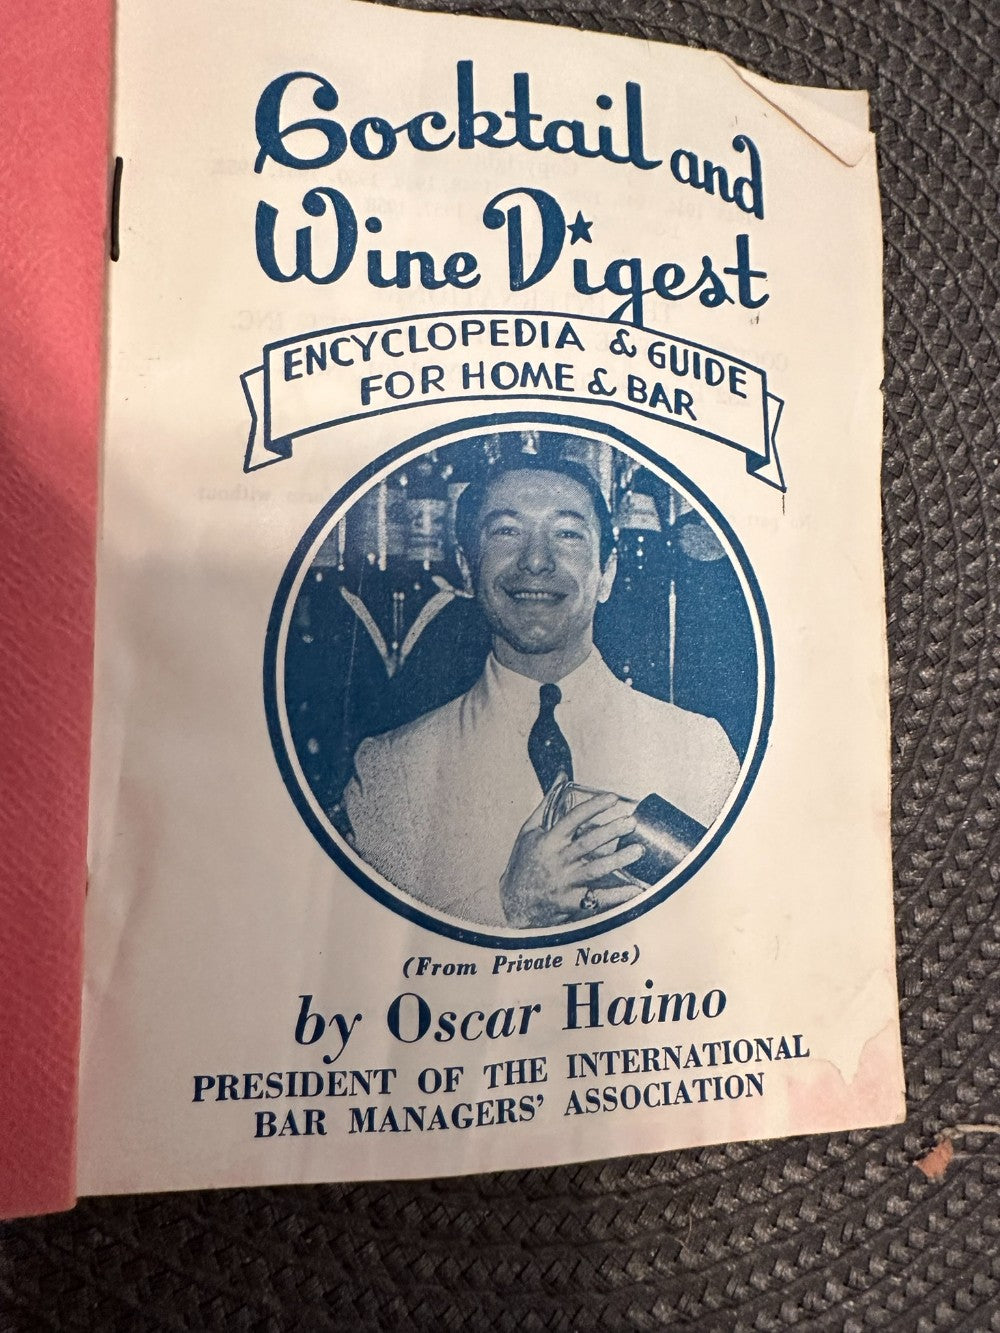 Cocktail and
Wine Digest
ENCYCLOPEDIA & GUIDE
FOR HOME & BAR
(From Private Notes)
by Oscar Haimo
PRESIDENT OF THE INTERNATIONAL
BAR MANAGERS' ASSOCIATION